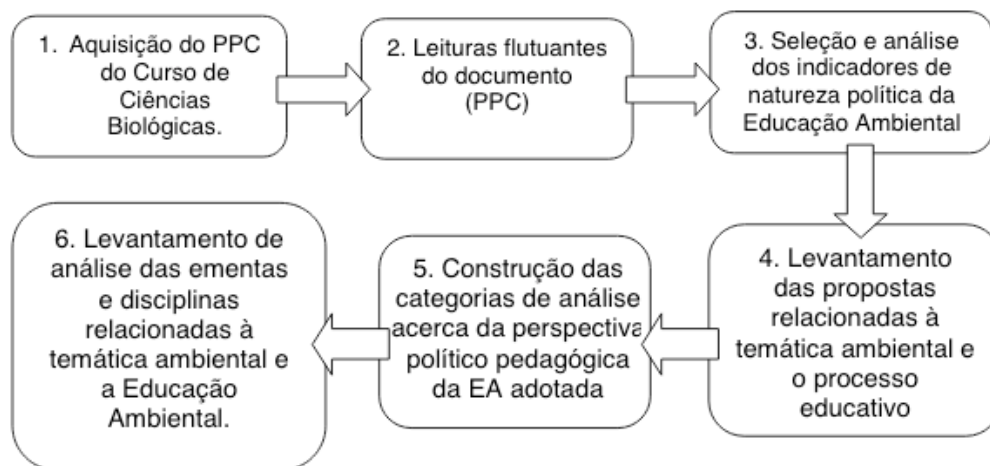 1. Aquisição do PPC
do Curso de
Ciências
Biológicas.
2. Leituras flutuantes
do documento
(PPC)
3. Seleção e análise
dos indicadores de
natureza política da
Educação Ambiental
4. Levantamento
das propostas
relacionadas à
temática ambiental e
o processo
educativo
5. Construção das
categorias de análise
acerca da perspectiva
político pedagógica
da EA adotada
6. Levantamento de
análise das ementas
e disciplinas
relacionadas à
temática ambiental e
a Educação
Ambiental.